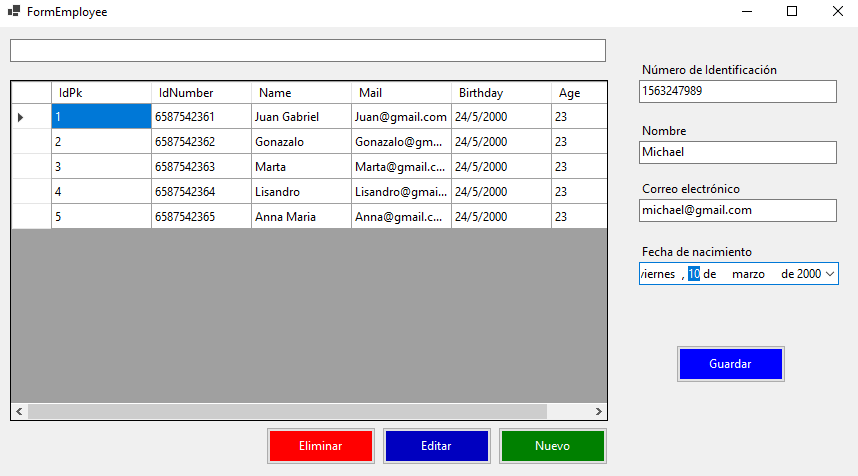 FormEmployee
IdPk IdNumber Name Mail Birthday Age
1 6587542361 Juan Gabriel Juan@gmail.com 24/5/2000 23
2 6587542362 Gonazalo Gonazalo@gm... 24/5/2000 23
3 6587542363 Marta Marta@gmail.c... 24/5/2000 23
4 6587542364 Lisandro Lisandro@gmai... 24/5/2000 23
5 6587542365 Anna Maria Anna@gmail.c... 24/5/2000 23
Eliminar Editar Nuevo
Número de Identificación
1563247989
Nombre
Michael
Correo electrónico
michael@gmail.com
Fecha de nacimiento
viernes , 10 de marzo de 2000
Guardar